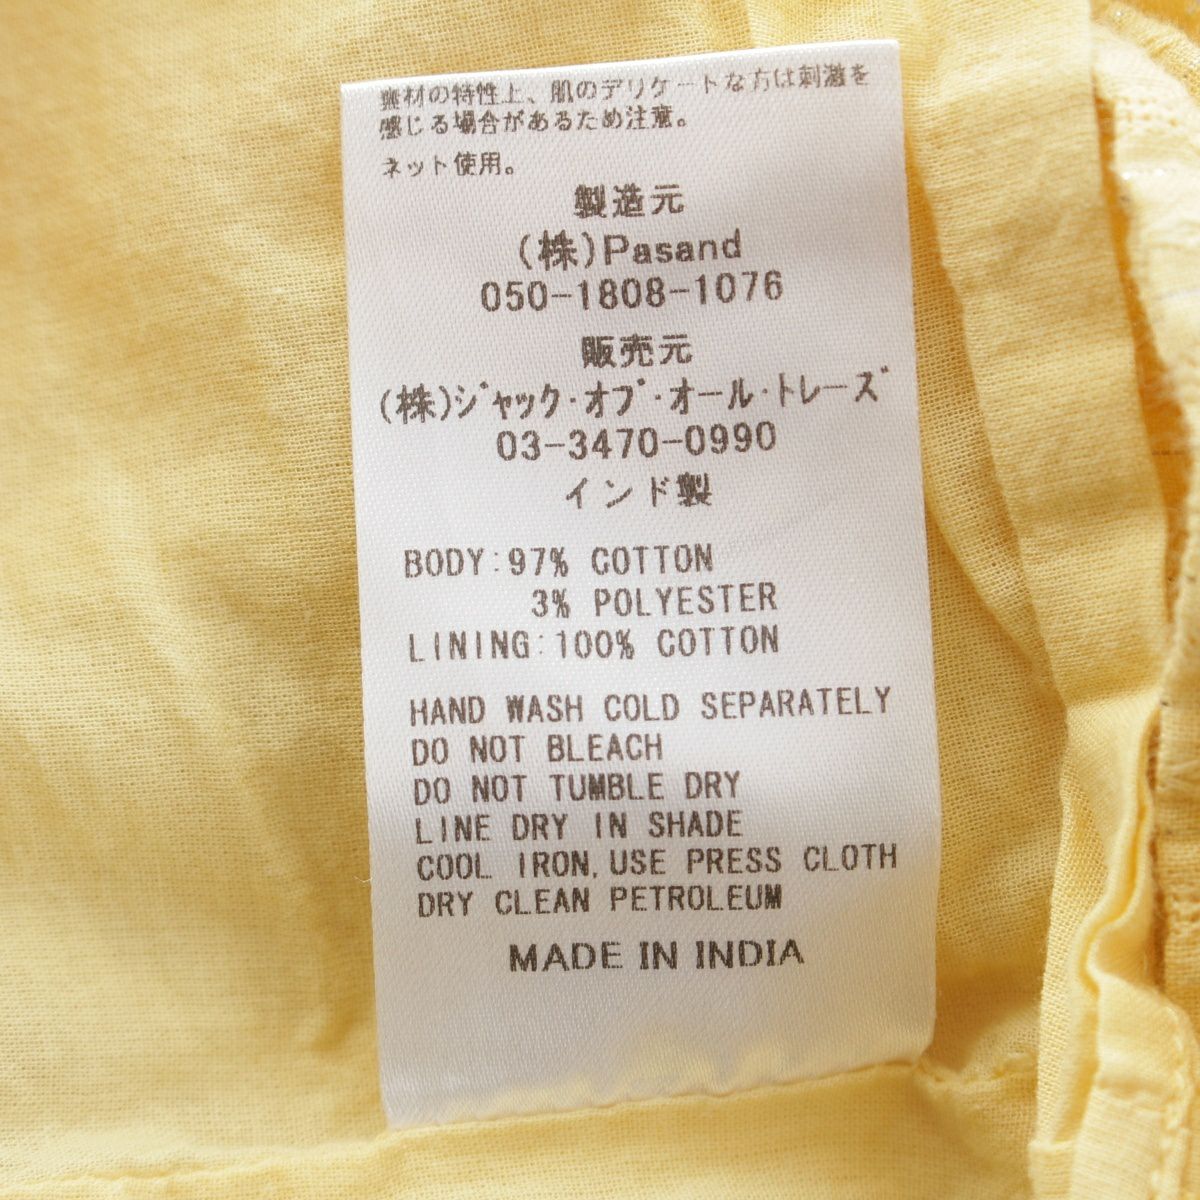 素材の特性上、肌のデリケートな方は刺激を
感じる場合があるため注意。
ネット使用。
製造元
(株)Pasand
050-1808-1076
販売元
(株)ジャック・オブ・オール・トレーズ
03-3470-0990
インド製
BODY:97% COTTON
3% POLYESTER
LINING:100% COTTON
HAND WASH COLD SEPARATELY
DO NOT BLEACH
DO NOT TUMBLE DRY
LINE DRY IN SHADE
COOL IRON, USE PRESS CLOTH
DRY CLEAN PETROLEUM
MADE IN INDIA